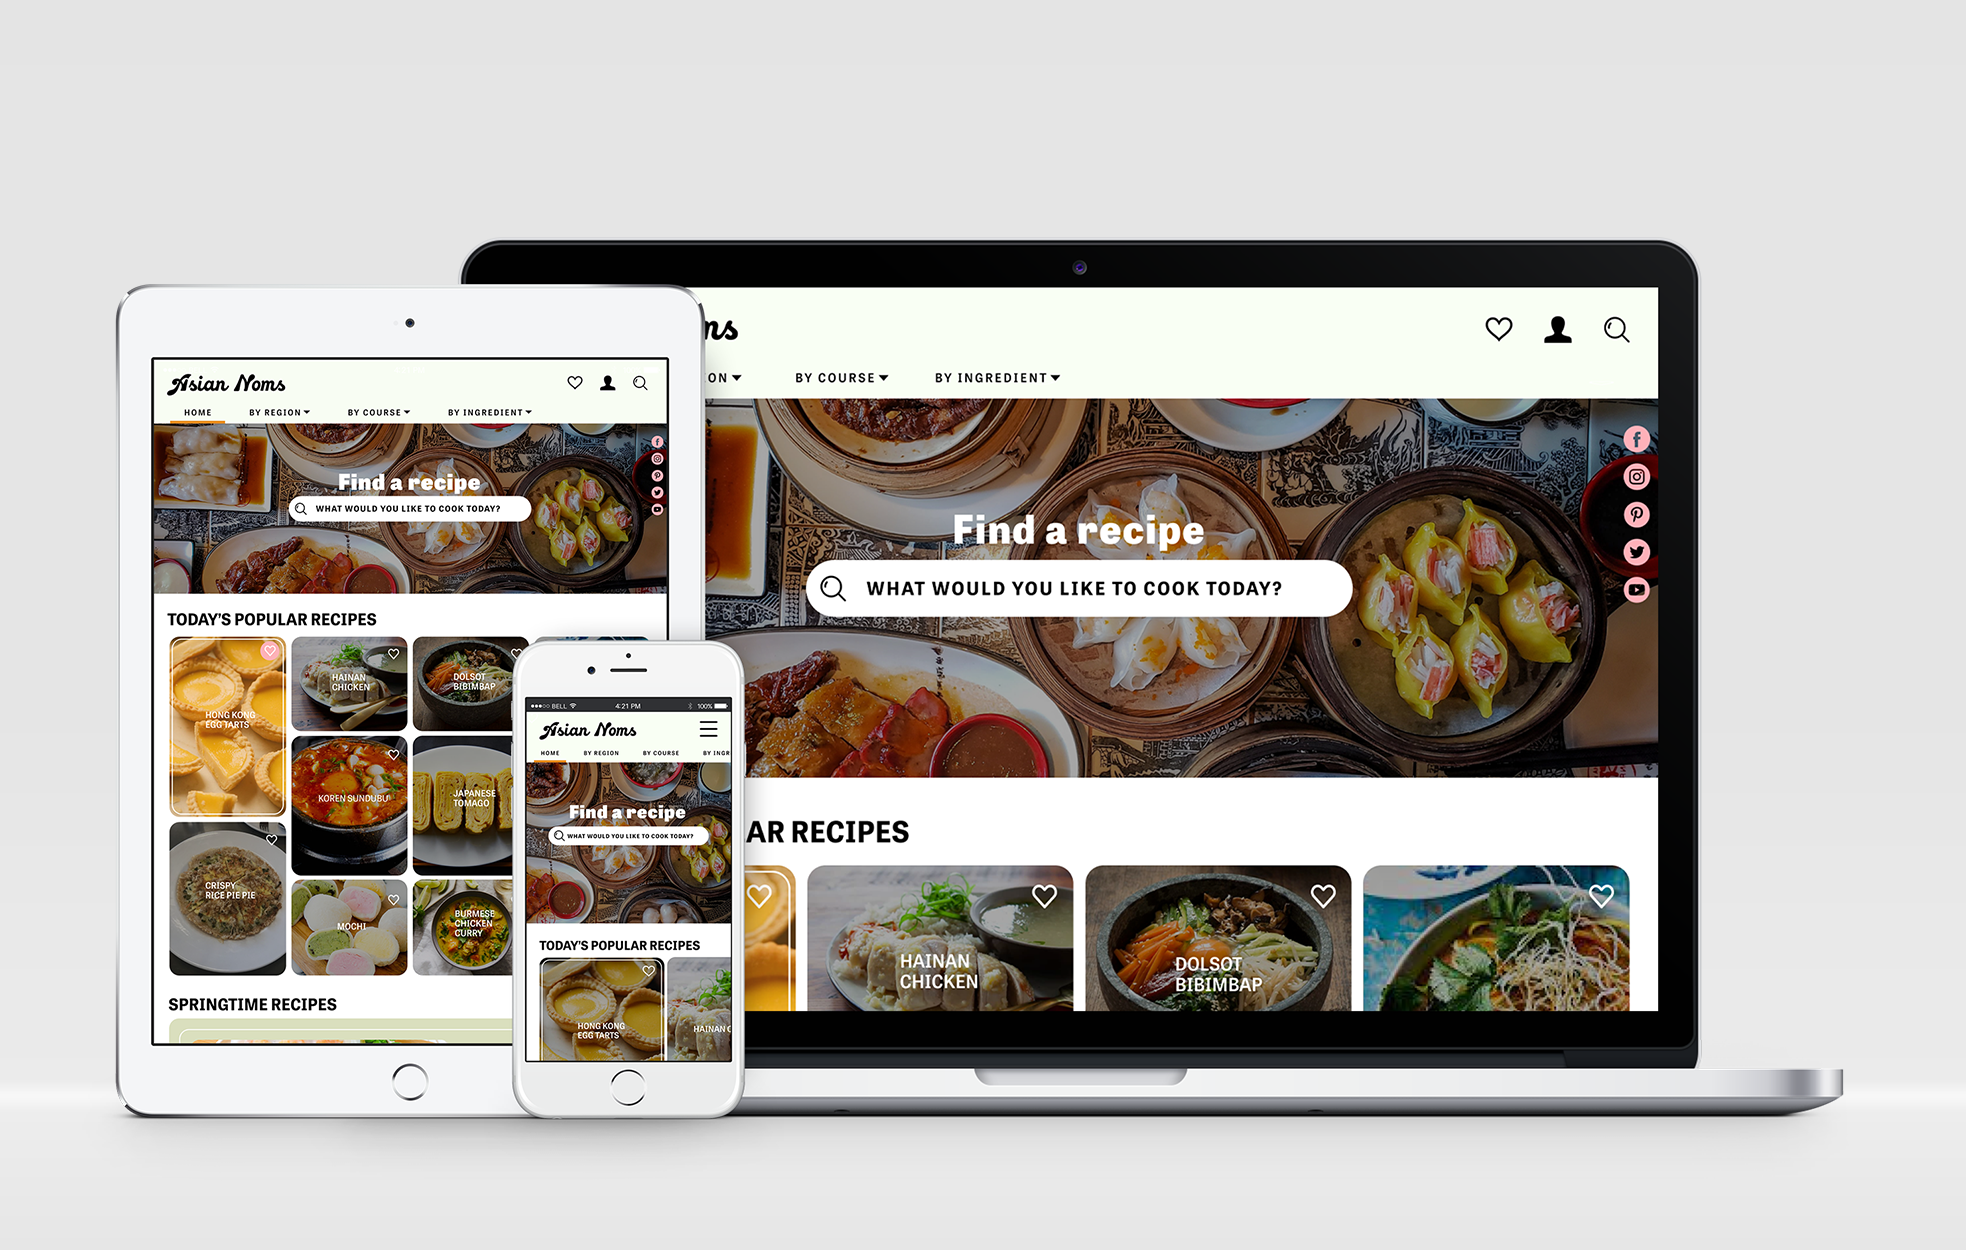 Asian Noms
HOME
BY REGION
BY COURSE
BY INGREDIENT
Find a recipe
WHAT WOULD YOU LIKE TO COOK TODAY?
TODAY'S POPULAR RECIPES
HONG KONG
EGG TARTS
HAINAN
CHICKEN
DOLSOT
BIBIMBAP
KOREN SUNDUBU
JAPANESE
TOMAGO
CRISPY
RICE PIE PIE
MOCHI
BURMESE
CHICKEN
CURRY
SPRINGTIME RECIPES
BELL
4:21 PM
100%
Asian Noms
HOME
BY REGION
BY COURSE
BY INGR
Find a recipe
WHAT WOULD YOU LIKE TO COOK TODAY?
TODAY'S POPULAR RECIPES
HONG KONG
EGG TARTS
HAINAN C
ms
ON
BY COURSE
BY INGREDIENT
Find a recipe
WHAT WOULD YOU LIKE TO COOK TODAY?
AR RECIPES
HAINAN
CHICKEN
DOLSOT
BIBIMBAP